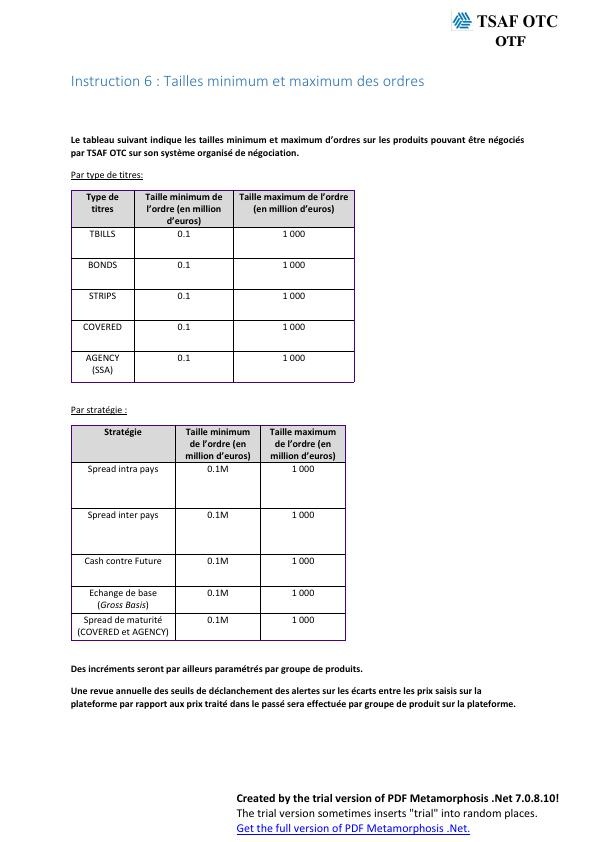 TSAF OTC
OTF
Instruction 6 : Tailles minimum et maximum des ordres
Le tableau suivant indique les tailles minimum et maximum d’ordres sur les produits pouvant être négociés
par TSAF OTC sur son système organisé de négociation.
Par type de titres:
Type de titres | Taille minimum de l’ordre (en million d’euros) | Taille maximum de l’ordre (en million d’euros)
TBILLS 0.1 1 000
BONDS 0.1 1 000
STRIPS 0.1 1 000
COVERED 0.1 1 000
AGENCY (SSA) 0.1 1 000
Par stratégie :
Stratégie | Taille minimum de l’ordre (en million d’euros) | Taille maximum de l’ordre (en million d’euros)
Spread intra pays 0.1M 1 000
Spread inter pays 0.1M 1 000
Cash contre Future 0.1M 1 000
Echange de base (Gross Basis) 0.1M 1 000
Spread de maturité (COVERED et AGENCY) 0.1M 1 000
Des incréments seront par ailleurs paramétrés par groupe de produits.
Une revue annuelle des seuils de déclanchement des alertes sur les écarts entre les prix saisis sur la
plateforme par rapport aux prix traité dans le passé sera effectuée par groupe de produit sur la plateforme.
Created by the trial version of PDF Metamorphosis .Net 7.0.8.10!
The trial version sometimes inserts "trial" into random places.
Get the full version of PDF Metamorphosis .Net.